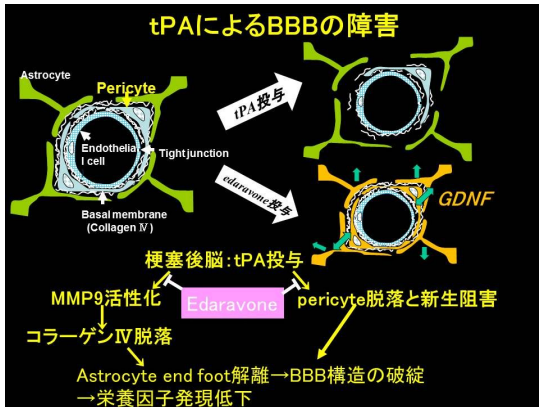 tPAによるBBBの障害
Astrocyte
Pericyte
tPA投与
Endothelia
l cell
Tight junction
edaravone投与
GDNF
Basal membrane
(Collagen Ⅳ)
梗塞後脳:tPA投与
MMP9活性化
Edaravone
pericyte脱落と新生阻害
コラーゲンⅣ脱落
Astrocyte end foot解離→BBB構造の破綻
→栄養因子発現低下